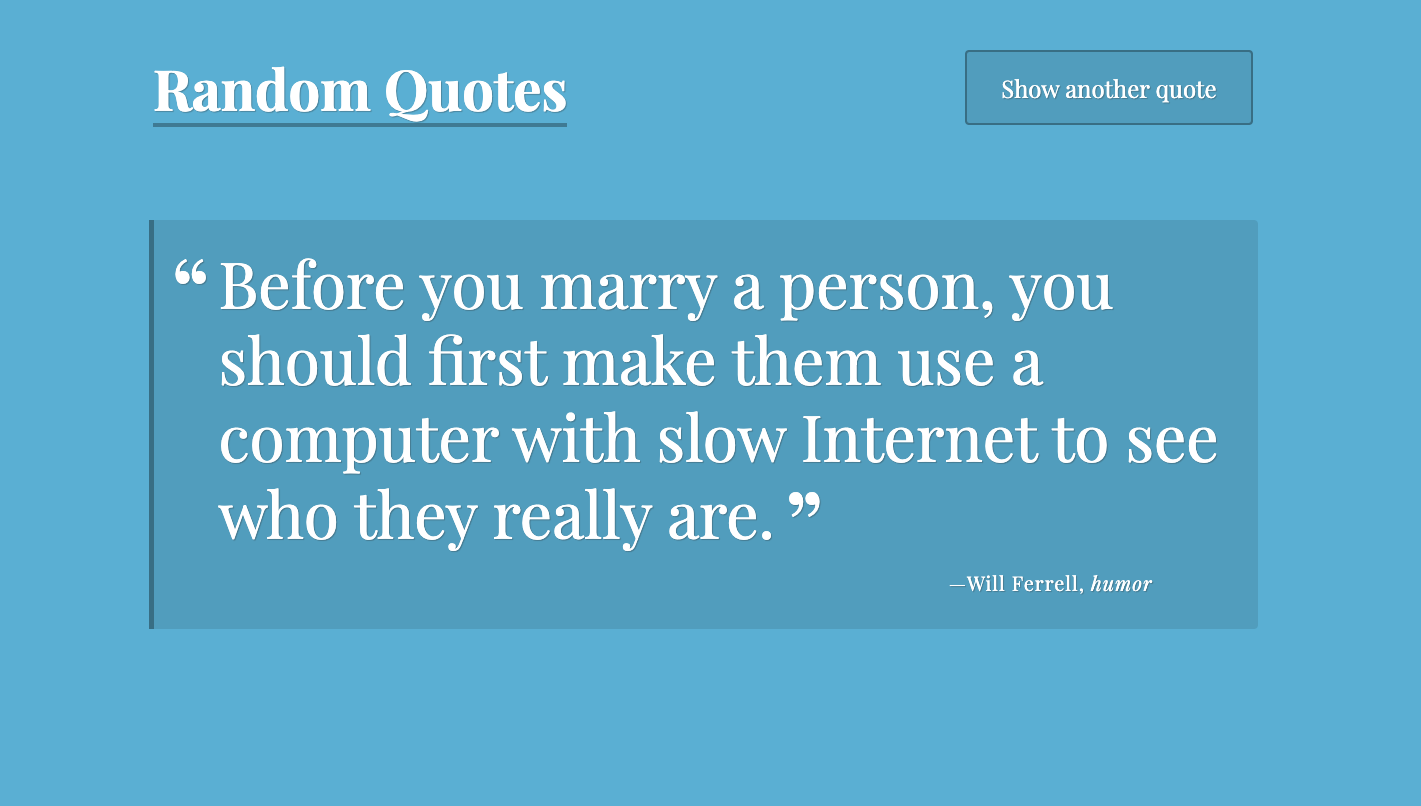 Random Quotes
Show another quote
“ Before you marry a person, you
should first make them use a
computer with slow Internet to see
who they really are. ”
—Will Ferrell, humor